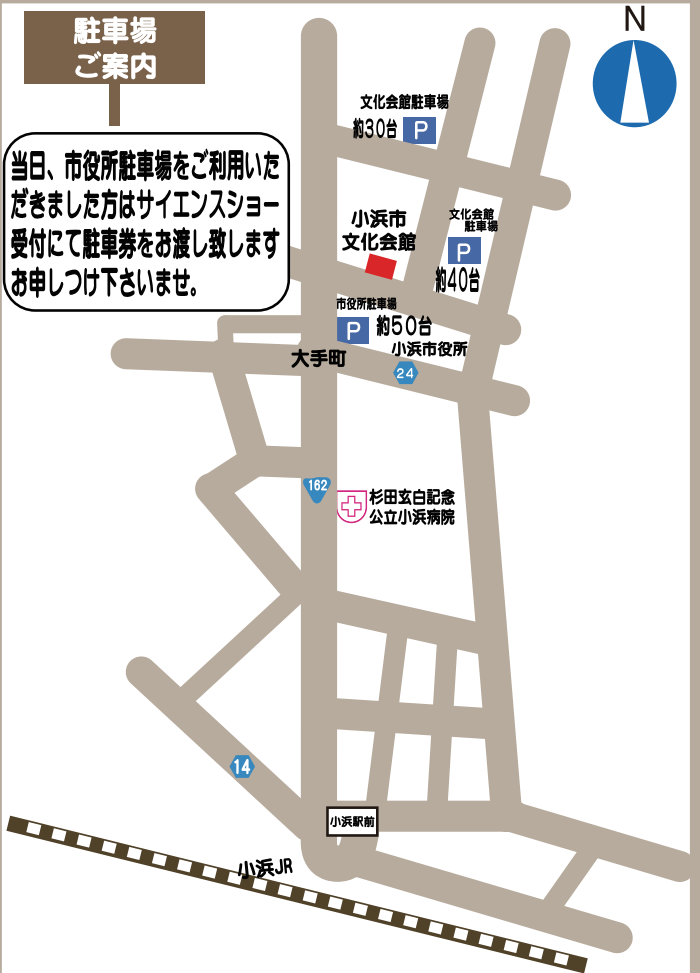 駐車場
ご案内
N
当日、市役所駐車場をご利用いた
だきました方はサイエンスショー
受付にて駐車券をお渡し致します
お申しつけ下さいませ。
文化会館駐車場
約30台
P
小浜市
文化会館
文化会館
駐車場
P
約40台
市役所駐車場
P
約50台
小浜市役所
大手町
24
162
杉田玄白記念
公立小浜病院
14
小浜駅前
小浜JR